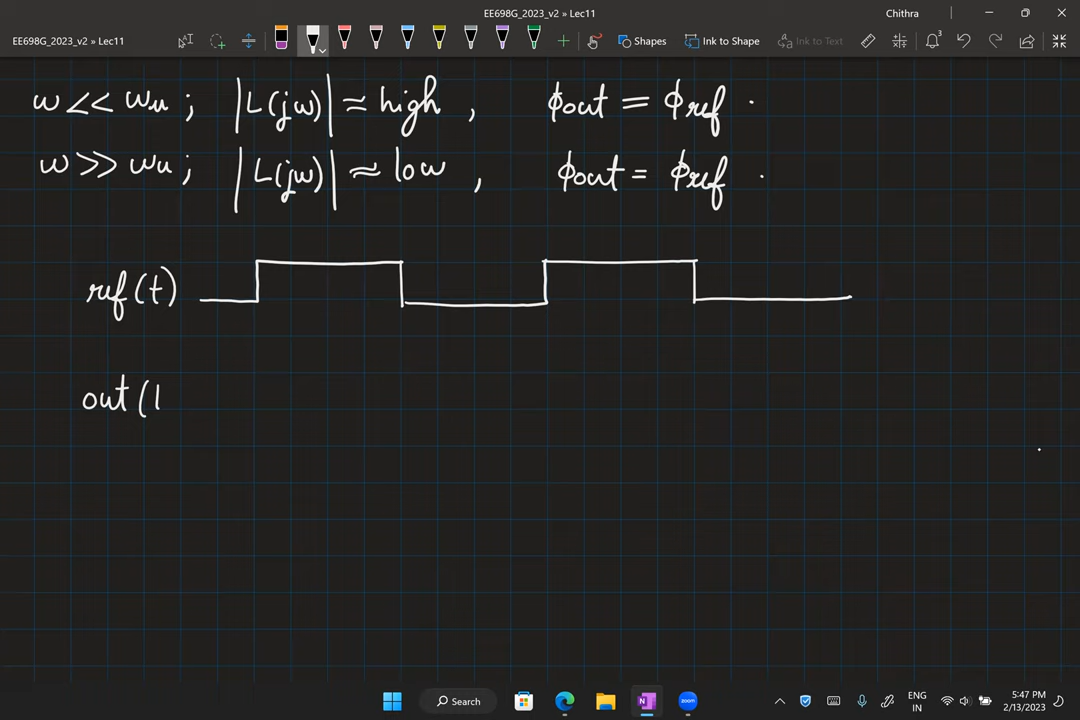 EE698G_2023_v2 » Lec11
Chithra
EE698G_2023_v2 » Lec11
Shapes
Ink to Shape
Ink to Text
ω << ωu ; |L(jω)| ≈ high , ϕout = ϕref .
ω >> ωu ; |L(jω)| ≈ low , ϕout = ϕref .
ref(t)
out (
Search
zoom
ENG
IN
5:47 PM
2/13/2023